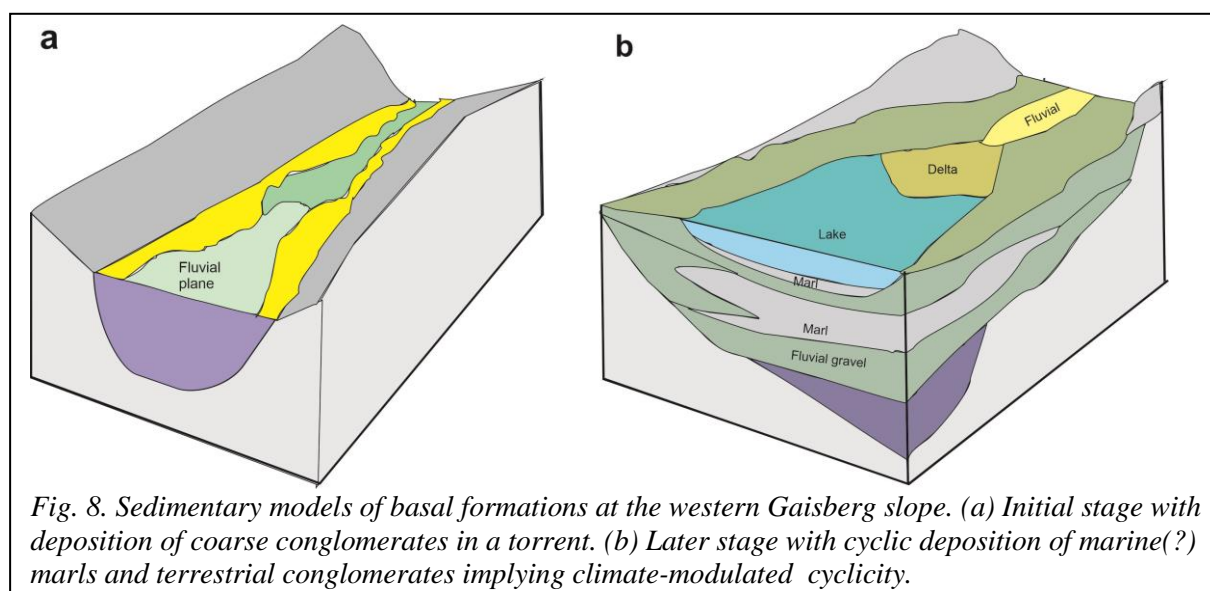 a
b
Fluvial
plane
Fluvial
Delta
Lake
Marl
Marl
Fluvial gravel
Fig. 8. Sedimentary models of basal formations at the western Gaisberg slope. (a) Initial stage with
deposition of coarse conglomerates in a torrent. (b) Later stage with cyclic deposition of marine(?)
marls and terrestrial conglomerates implying climate-modulated cyclicity.